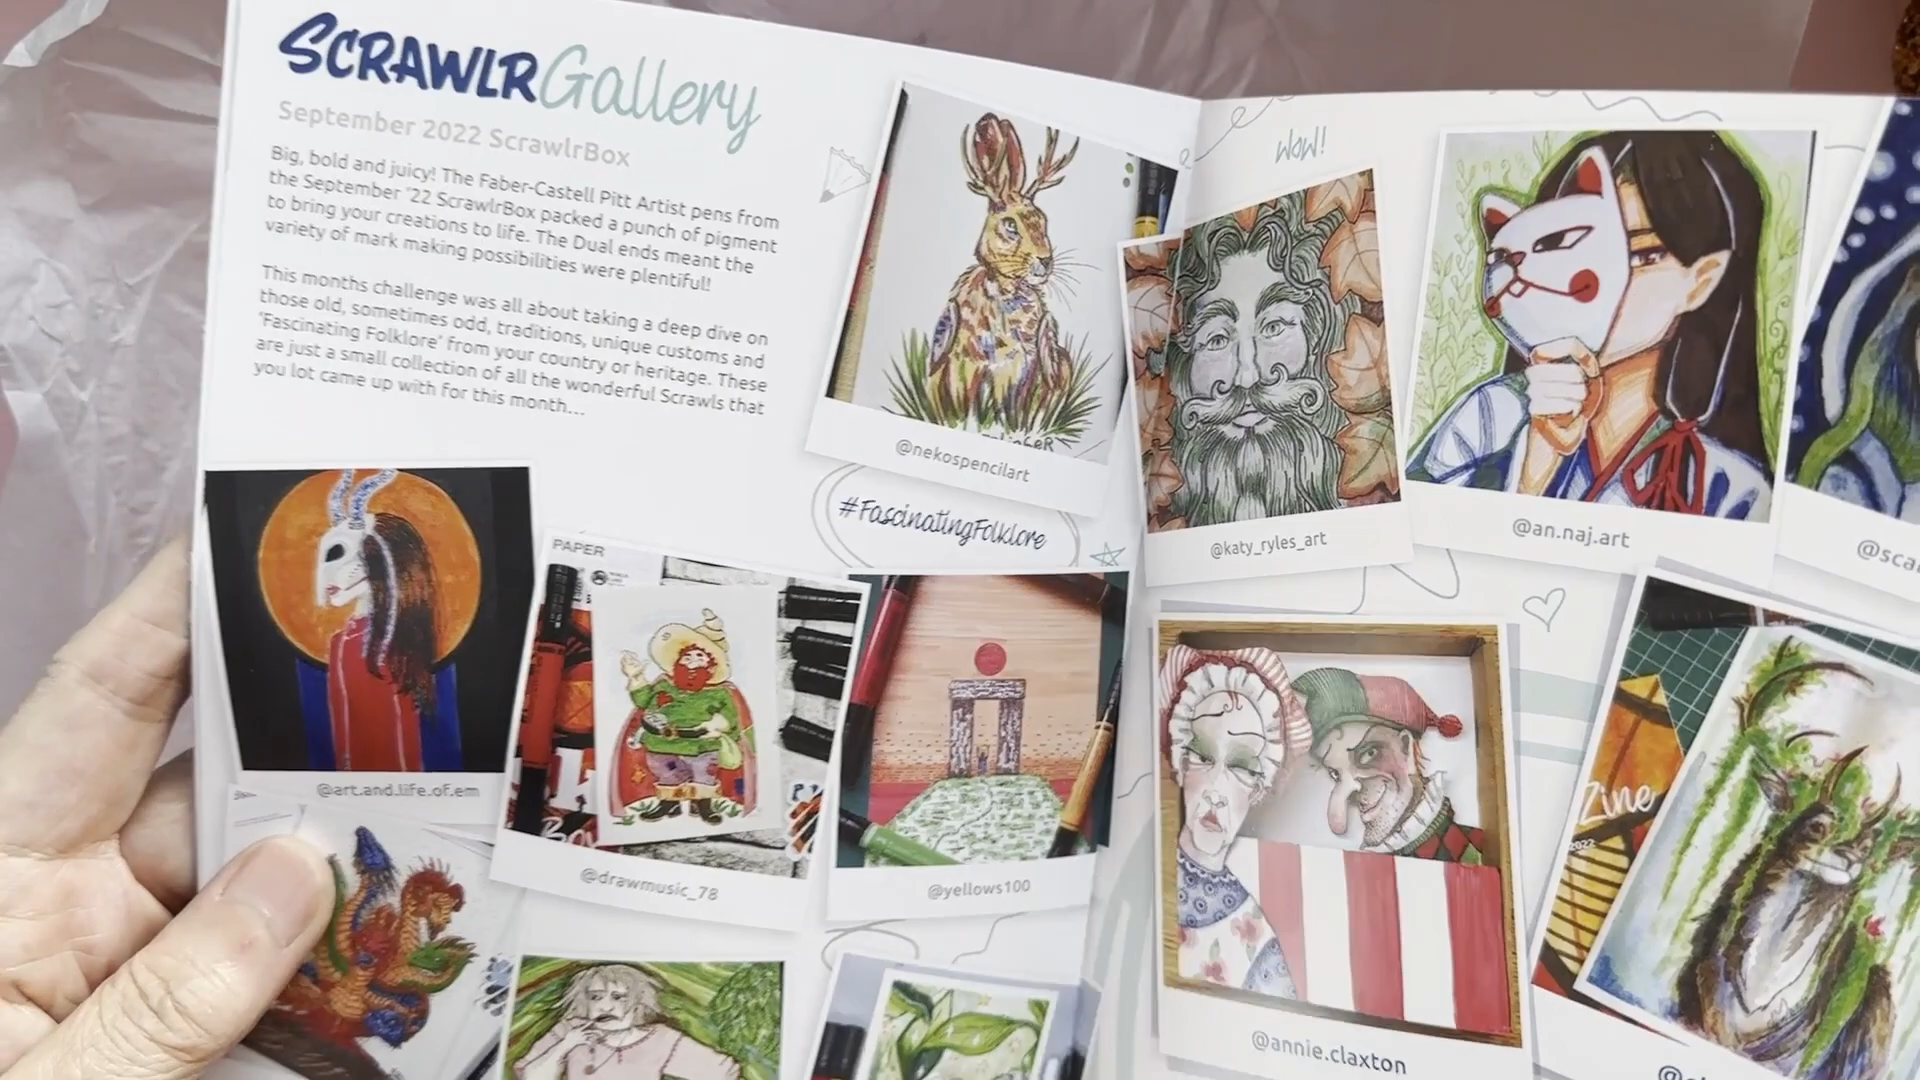 SCRAWLR Gallery
September 2022 ScrawlrBox
Big, bold and juicy! The Faber-Castell Pitt Artist pens from
the September '22 ScrawlrBox packed a punch of pigment
to bring your creations to life. The Dual ends meant the
variety of mark making possibilities were plentiful!
This months challenge was all about taking a deep dive on
those old, sometimes odd, traditions, unique customs and
'Fascinating Folklore' from your country or heritage. These
are just a small collection of all the wonderful Scrawls that
you lot came up with for this month...
@nekospencilart
#FascinatingFolklore
@art.and.life.of.em
PAPER
@drawmusic_78
@yellows100
WOW!
@katy_ryles_art
@an.naj.art
@annie.claxton
Zine
2022